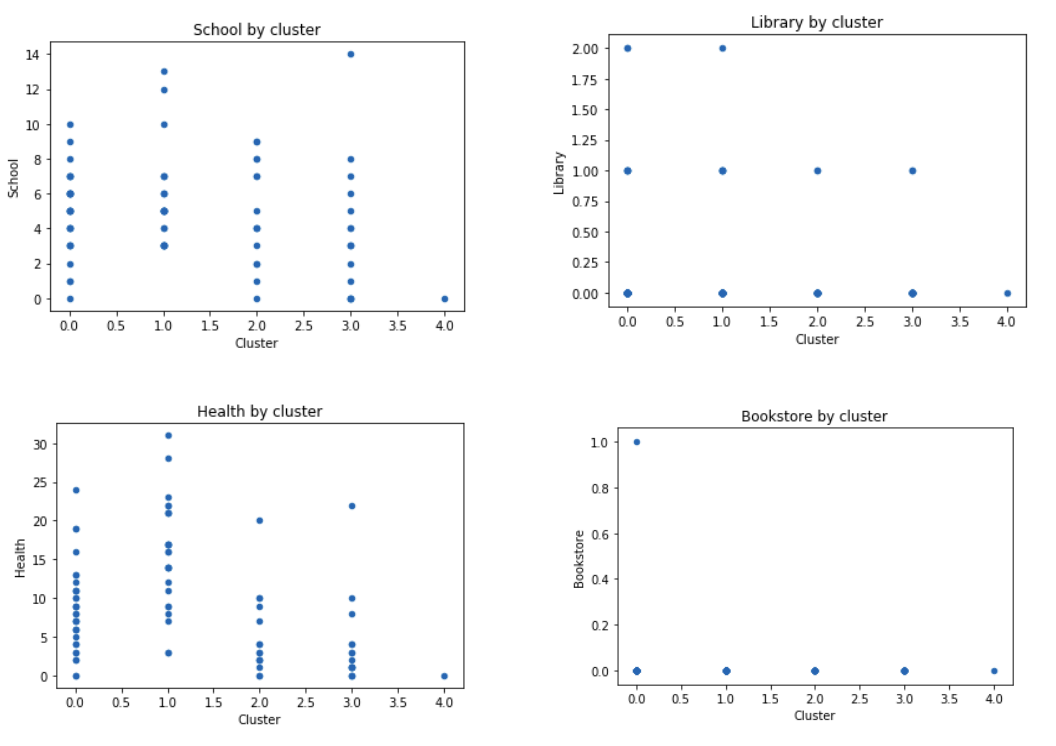 School by cluster
14
12
10
8
6
4
2
0
School
0.0 0.5 1.0 1.5 2.0 2.5 3.0 3.5 4.0
Cluster
Library by cluster
2.00
1.75
1.50
1.25
1.00
0.75
0.50
0.25
0.00
Library
0.0 0.5 1.0 1.5 2.0 2.5 3.0 3.5 4.0
Cluster
Health by cluster
30
25
20
15
10
5
0
Health
0.0 0.5 1.0 1.5 2.0 2.5 3.0 3.5 4.0
Cluster
Bookstore by cluster
1.0
0.8
0.6
0.4
0.2
0.0
Bookstore
0.0 0.5 1.0 1.5 2.0 2.5 3.0 3.5 4.0
Cluster